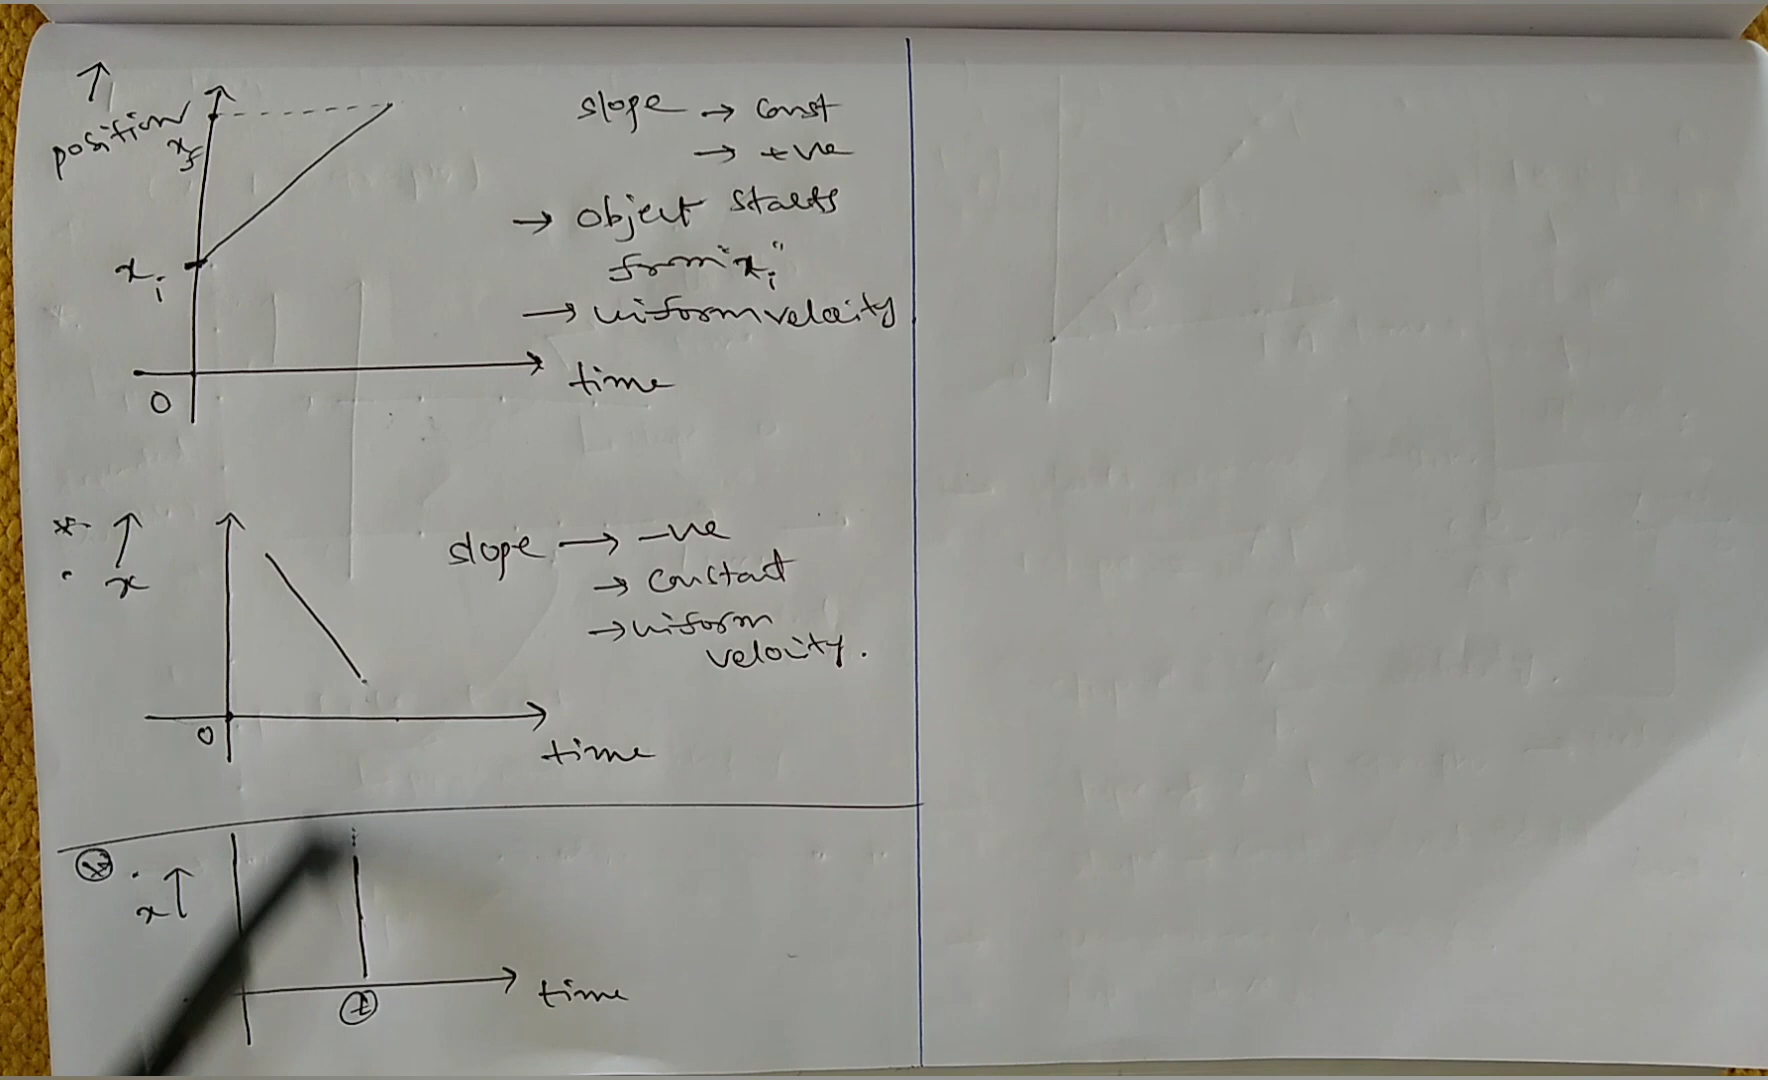 ↑
position
x_f
slope → const
→ +ve
→ object starts
from "x_i"
→ uniform velocity
x_i
0
time
x ↑
slope → -ve
→ constant
→ uniform
velocity.
0
time
x ↑
t
time